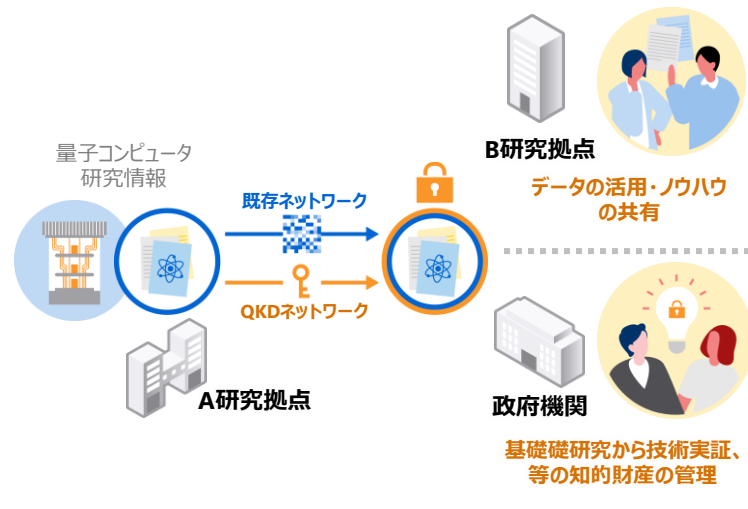 量子コンピュータ
研究情報
既存ネットワーク
QKDネットワーク
A研究拠点
B研究拠点
データの活用・ノウハウ
の共有
政府機関
基礎礎研究から技術実証、
等の知的財産の管理